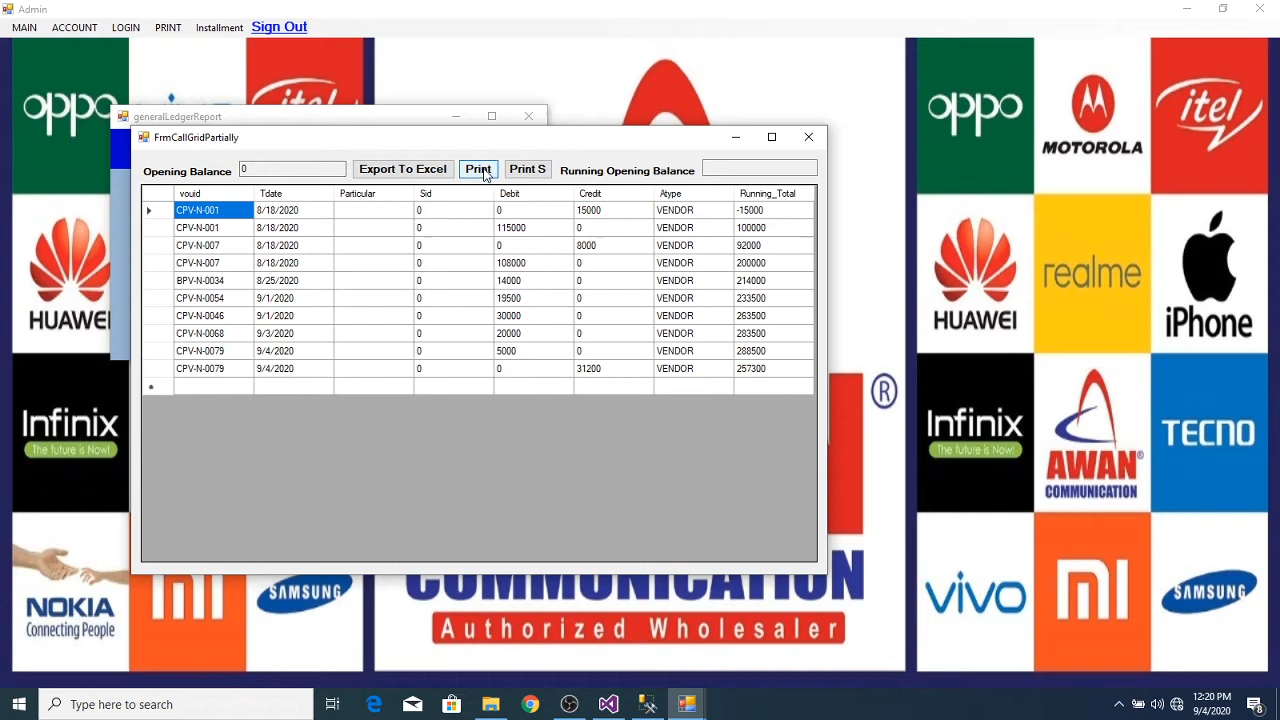 Admin
MAIN ACCOUNT LOGIN PRINT Installment Sign Out
oppo
vivo
itel
oppo
MOTOROLA
itel
generalLedgerReport
FrmCallGridPartially
Opening Balance 0 Export To Excel Print Print S Running Opening Balance
vouid Tdate Particular Sid Debit Credit Atype Running_Total
CPV-N-001 8/18/2020 0 0 15000 VENDOR -15000
CPV-N-001 8/18/2020 0 115000 0 VENDOR 100000
CPV-N-007 8/18/2020 0 0 8000 VENDOR 92000
CPV-N-007 8/18/2020 0 108000 0 VENDOR 200000
BPV-N-0034 8/25/2020 0 14000 0 VENDOR 214000
CPV-N-0054 9/1/2020 0 19500 0 VENDOR 233500
CPV-N-0046 9/1/2020 0 30000 0 VENDOR 263500
CPV-N-0068 9/3/2020 0 20000 0 VENDOR 283500
CPV-N-0079 9/4/2020 0 5000 0 VENDOR 288500
CPV-N-0079 9/4/2020 0 0 31200 VENDOR 257300
*
HUAWEI
HUAWEI
realme
iPhone
®
Infinix
The future is Now!
Infinix
The future is Now!
AWAN®
COMMUNICATION
TECNO
COMMUNICATION
Authorized Wholesaler
NOKIA
Connecting People
SAMSUNG
vivo
SAMSUNG
Type here to search
12:20 PM
9/4/2020
8